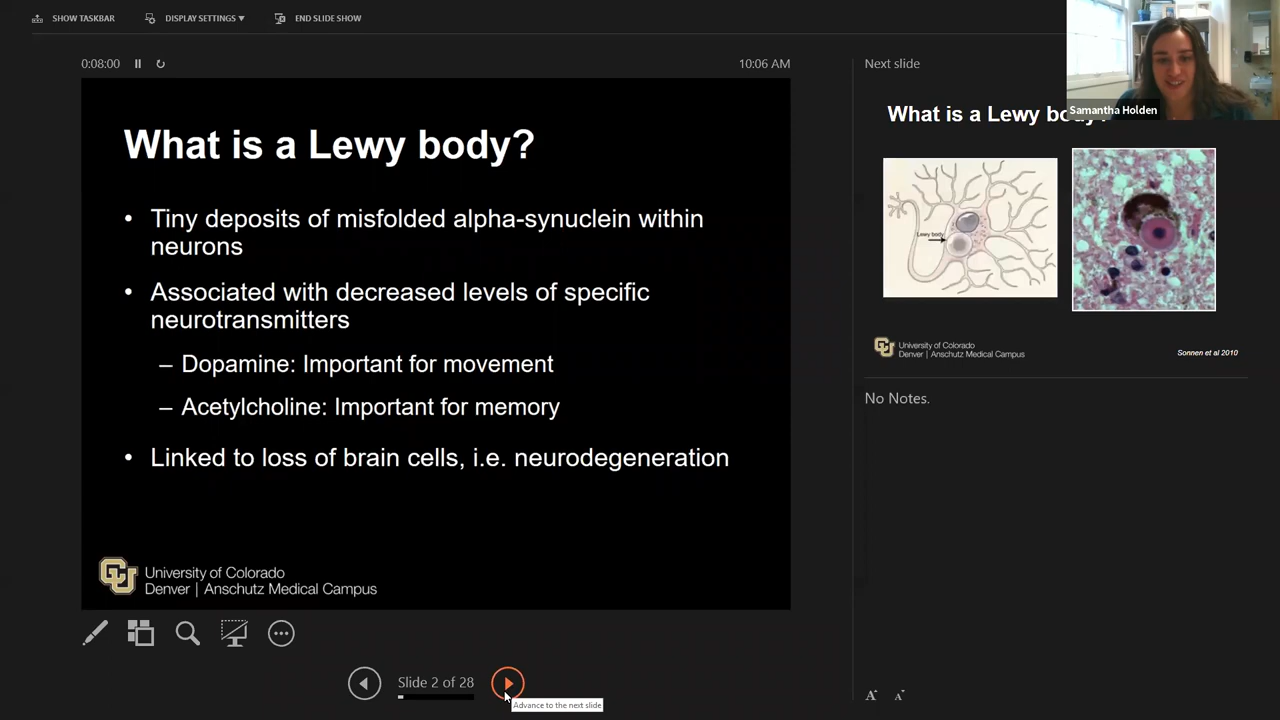 SHOW TASKBAR
DISPLAY SETTINGS ▼
END SLIDE SHOW
0:08:00
10:06 AM
What is a Lewy body?
• Tiny deposits of misfolded alpha-synuclein within
neurons
• Associated with decreased levels of specific
neurotransmitters
– Dopamine: Important for movement
– Acetylcholine: Important for memory
• Linked to loss of brain cells, i.e. neurodegeneration
CU
University of Colorado
Denver | Anschutz Medical Campus
Slide 2 of 28
Advance to the next slide
Next slide
Samantha Holden
What is a Lewy body?
Lewy body
CU
University of Colorado
Denver | Anschutz Medical Campus
Sonnen et al 2010
No Notes.
A
A